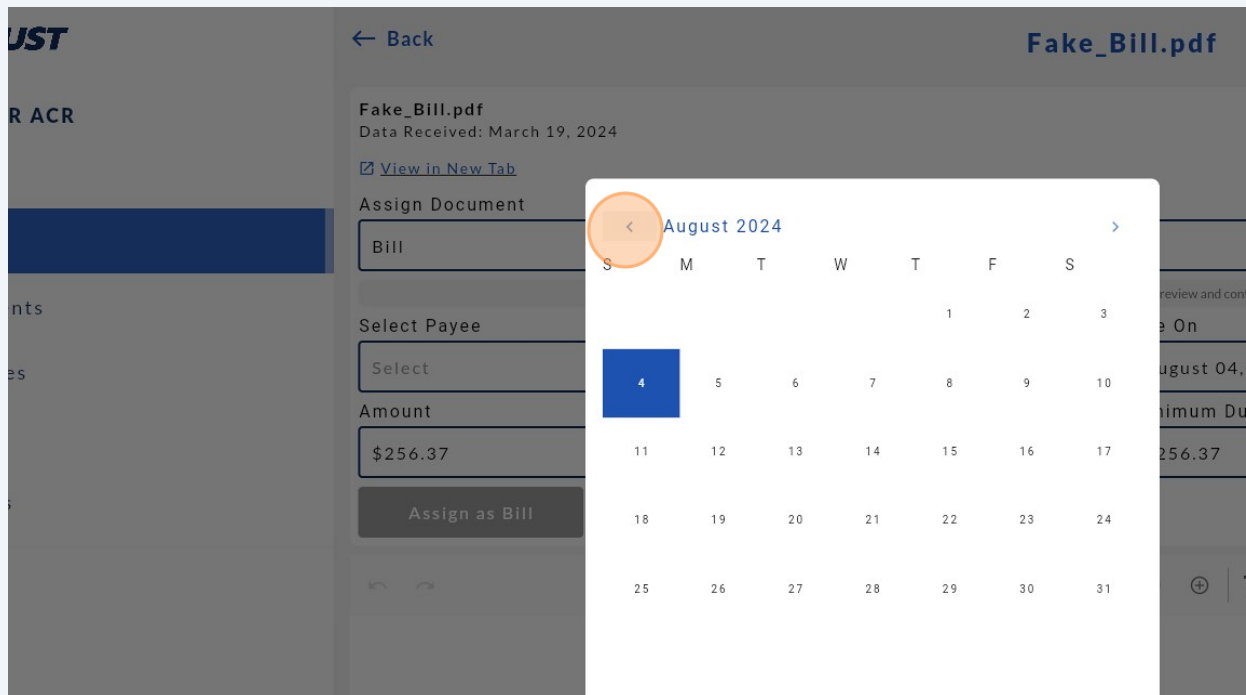 UST
← Back
Fake_Bill.pdf
R ACR
Fake_Bill.pdf
Data Received: March 19, 2024
View in New Tab
Assign Document
Bill
review and con
nts
Select Payee
e On
es
Select
ugust 04,
Amount
nimum Du
$256.37
256.37
Assign as Bill
s
< August 2024 >
S M T W T F S
1 2 3
4 5 6 7 8 9 10
11 12 13 14 15 16 17
18 19 20 21 22 23 24
25 26 27 28 29 30 31